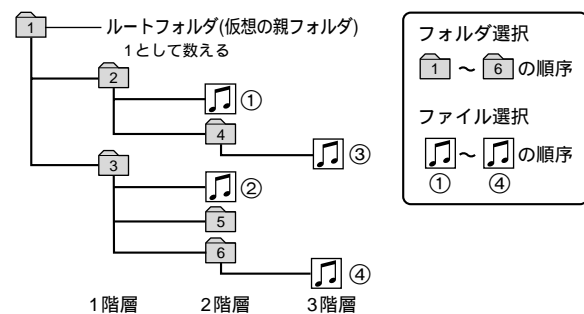 1 ルートフォルダ(仮想の親フォルダ)
1として数える
2
①
4
③
3
②
5
6
④
1階層 2階層 3階層
フォルダ選択
1 ～ 6 の順序
ファイル選択
～ の順序
① ④